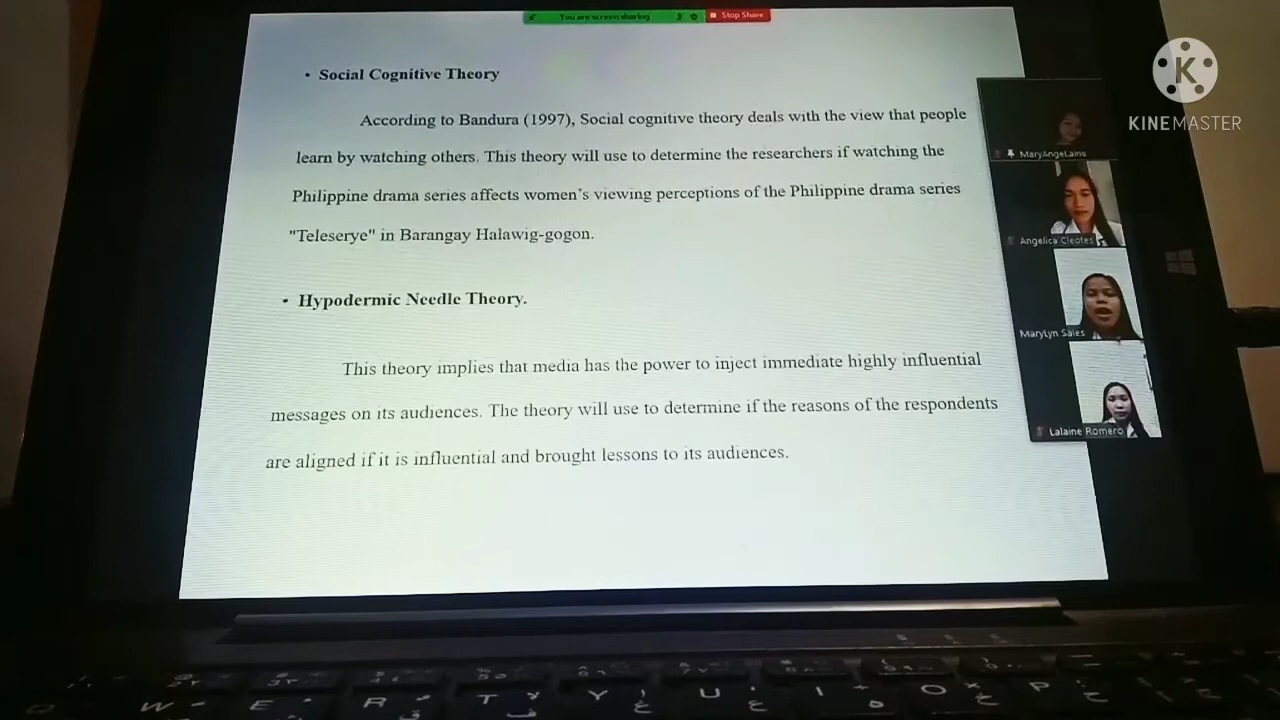 You are screen sharing
Stop Share
• Social Cognitive Theory
According to Bandura (1997), Social cognitive theory deals with the view that people
learn by watching others. This theory will use to determine the researchers if watching the
Philippine drama series affects women's viewing perceptions of the Philippine drama series
"Teleserye" in Barangay Halawig-gogon.
• Hypodermic Needle Theory.
This theory implies that media has the power to inject immediate highly influential
messages on its audiences. The theory will use to determine if the reasons of the respondents
are aligned if it is influential and brought lessons to its audiences.
K
KINEMASTER
MaryAngeLaine
Angelica Cleofes
MaryLyn Sales
Lalaine Romero
W E R T Y U I O P